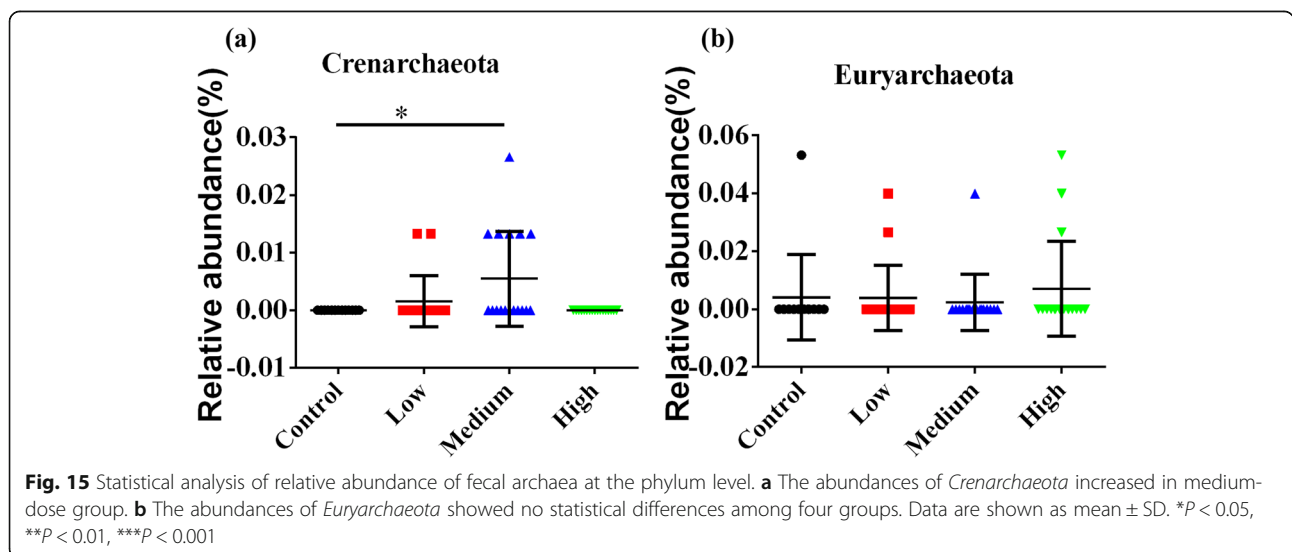 (a)
Crenarchaeota
Relative abundance(%)
*
0.03
0.02
0.01
0.00
-0.01
Control
Low
Medium
High
(b)
Euryarchaeota
Relative abundance(%)
0.06
0.04
0.02
0.00
-0.02
Control
Low
Medium
High
Fig. 15 Statistical analysis of relative abundance of fecal archaea at the phylum level. a The abundances of Crenarchaeota increased in medium-
dose group. b The abundances of Euryarchaeota showed no statistical differences among four groups. Data are shown as mean ± SD. *P < 0.05,
**P < 0.01, ***P < 0.001